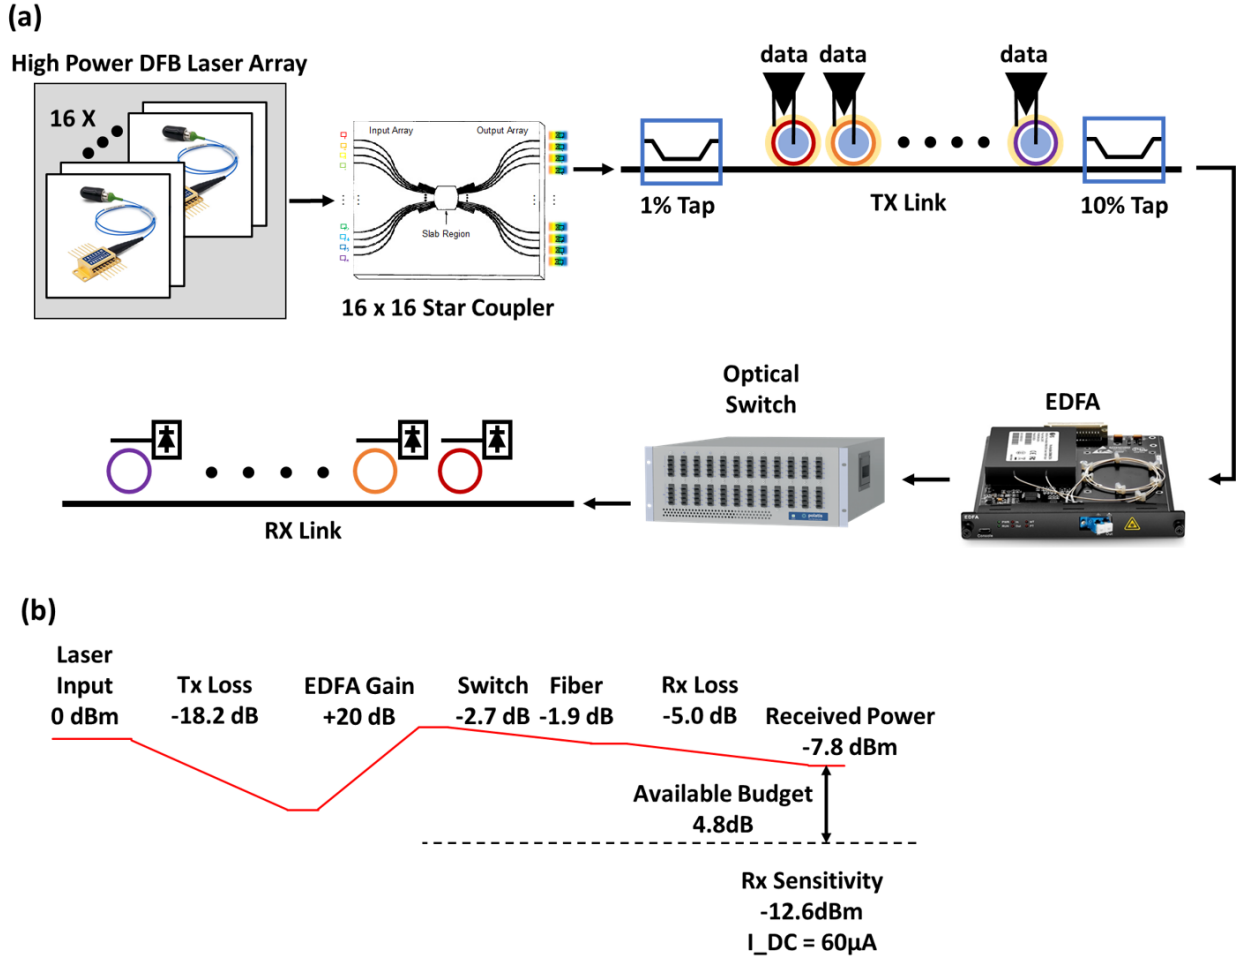 (a)
High Power DFB Laser Array
16 X
Input Array
Output Array
Slab Region
16 x 16 Star Coupler
data
data
data
1% Tap
TX Link
10% Tap
Optical
Switch
EDFA
EDFA
RX Link
(b)
Laser
Input
0 dBm
Tx Loss
-18.2 dB
EDFA Gain
+20 dB
Switch
-2.7 dB
Fiber
-1.9 dB
Rx Loss
-5.0 dB
Received Power
-7.8 dBm
Available Budget
4.8dB
Rx Sensitivity
-12.6dBm
I_DC = 60μA